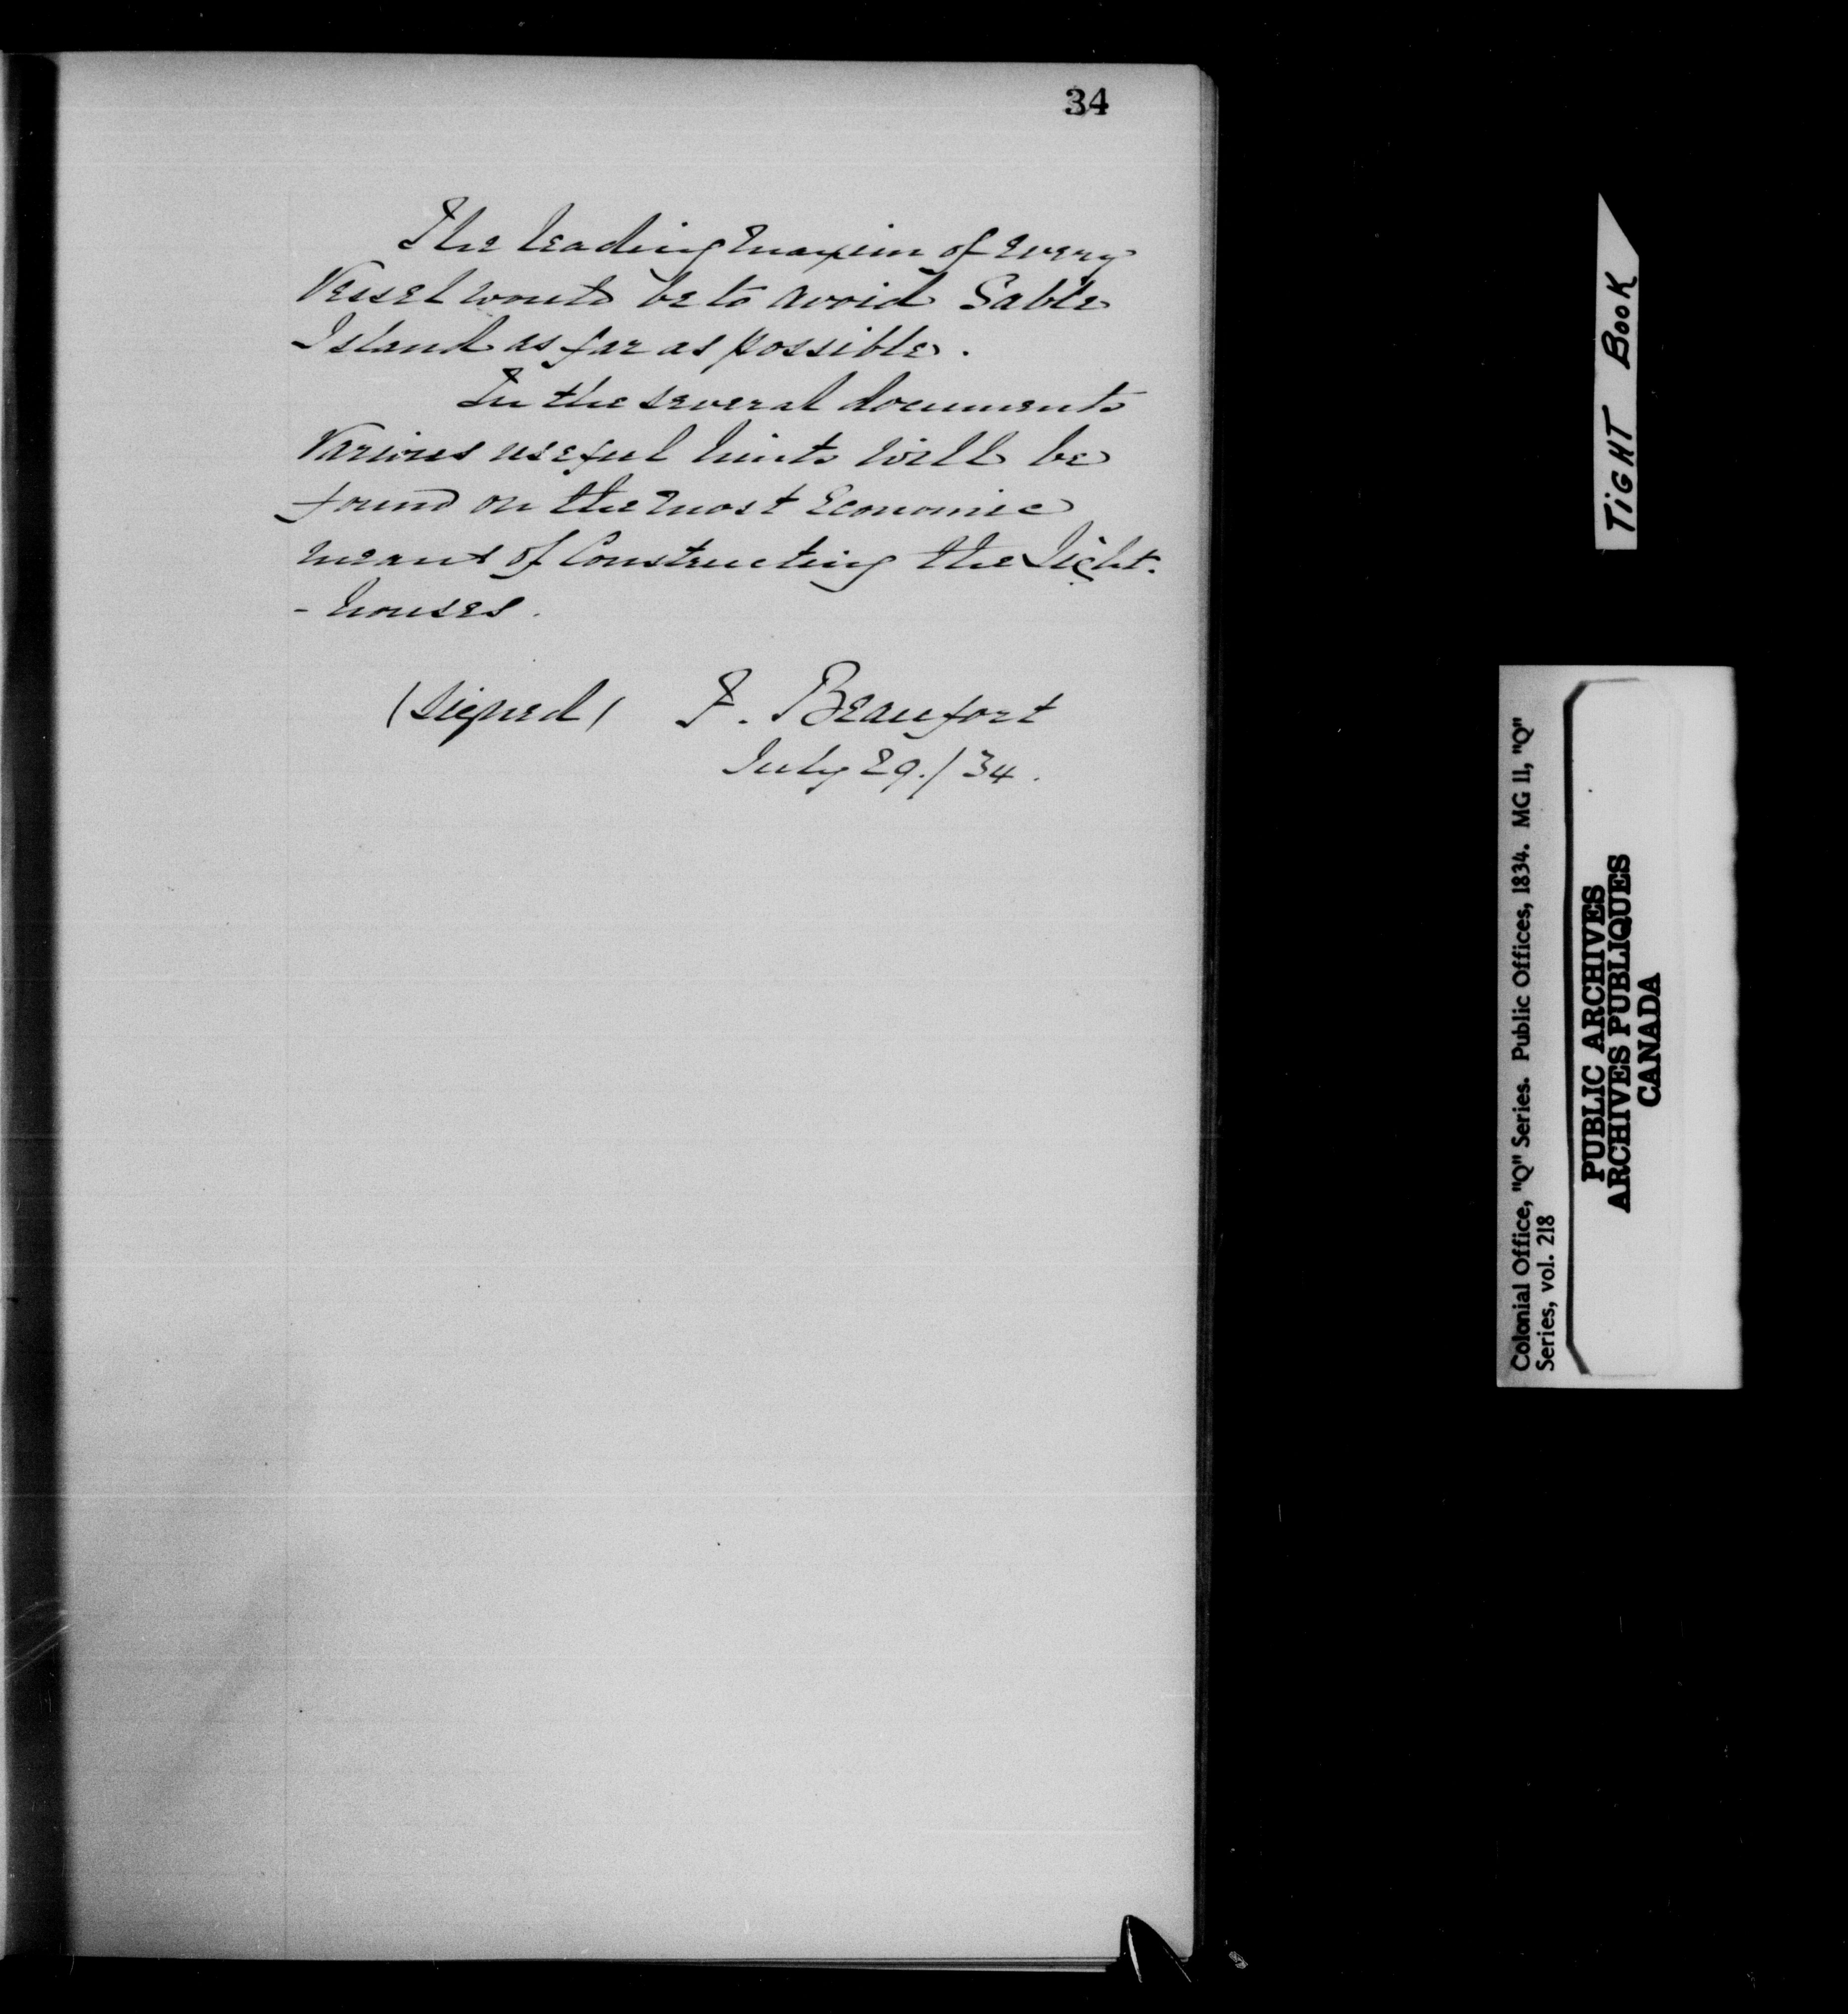 34
The leading maxim of every
Vessel would be to avoid Sable
Island as far as possible.
In the several documents
Various useful hints will be
found on the most Economic
means of Constructing the Light-
- houses.
(Signed) F. Beaufort
July 29./34.
TIGHT BOOK
Colonial Office, "Q" Series. Public Offices, 1834. MG 11, "Q"
Series, vol. 218
PUBLIC ARCHIVES
ARCHIVES PUBLIQUES
CANADA